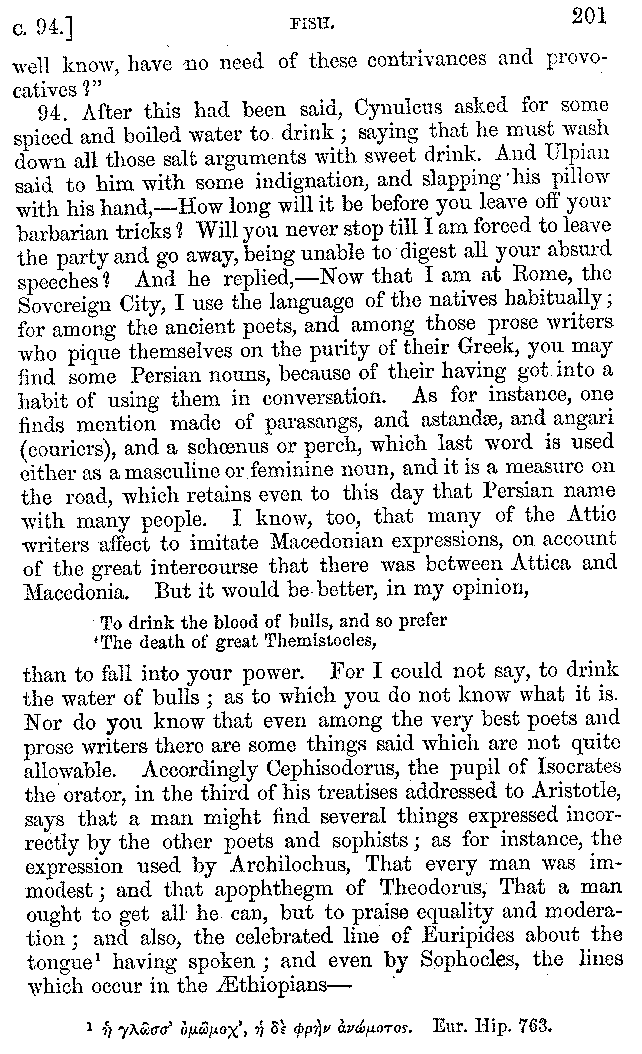 c. 94.] FISH. 201
well know, have no need of these contrivances and provo-
catives?"
94. After this had been said, Cynulcus asked for some
spiced and boiled water to drink; saying that he must wash
down all those salt arguments with sweet drink. And Ulpian
said to him with some indignation, and slapping his pillow
with his hand,—How long will it be before you leave off your
barbarian tricks? Will you never stop till I am forced to leave
the party and go away, being unable to digest all your absurd
speeches? And he replied,—Now that I am at Rome, the
Sovereign City, I use the language of the natives habitually;
for among the ancient poets, and among those prose writers
who pique themselves on the purity of their Greek, you may
find some Persian nouns, because of their having got into a
habit of using them in conversation. As for instance, one
finds mention made of parasangs, and astandæ, and angari
(couriers), and a schœnus or perch, which last word is used
either as a masculine or feminine noun, and it is a measure on
the road, which retains even to this day that Persian name
with many people. I know, too, that many of the Attic
writers affect to imitate Macedonian expressions, on account
of the great intercourse that there was between Attica and
Macedonia. But it would be better, in my opinion,
To drink the blood of bulls, and so prefer
The death of great Themistocles,
than to fall into your power. For I could not say, to drink
the water of bulls; as to which you do not know what it is.
Nor do you know that even among the very best poets and
prose writers there are some things said which are not quite
allowable. Accordingly Cephisodorus, the pupil of Isocrates
the orator, in the third of his treatises addressed to Aristotle,
says that a man might find several things expressed incor-
rectly by the other poets and sophists; as for instance, the
expression used by Archilochus, That every man was im-
modest; and that apophthegm of Theodorus, That a man
ought to get all he can, but to praise equality and modera-
tion; and also, the celebrated line of Euripides about the
tongue¹ having spoken; and even by Sophocles, the lines
which occur in the Æthiopians—
¹ ἡ γλῶσσ' ὀμώμοχ', ἡ δὲ φρὴν ἀνώμοτος. Eur. Hip. 763.